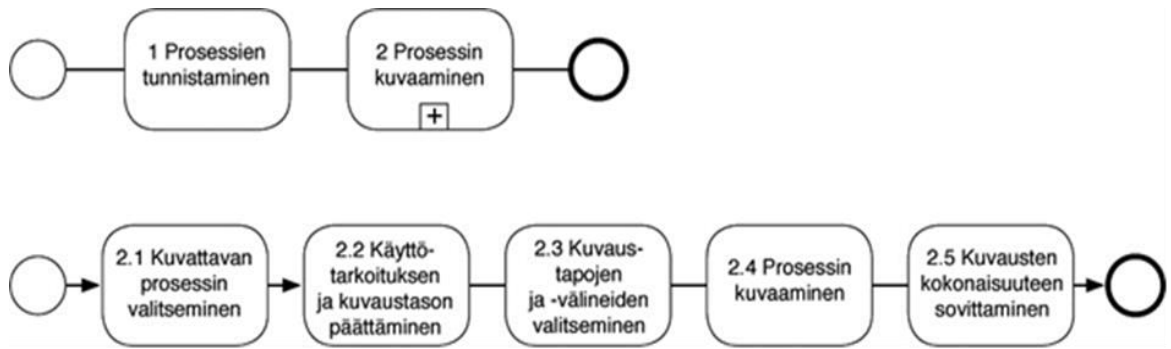 1 Prosessien
tunnistaminen
2 Prosessin
kuvaaminen
+
2.1 Kuvattavan
prosessin
valitseminen
2.2 Käyttö-
tarkoituksen
ja kuvaustason
päättäminen
2.3 Kuvaus-
tapojen
ja -välineiden
valitseminen
2.4 Prosessin
kuvaaminen
2.5 Kuvausten
kokonaisuuteen
sovittaminen